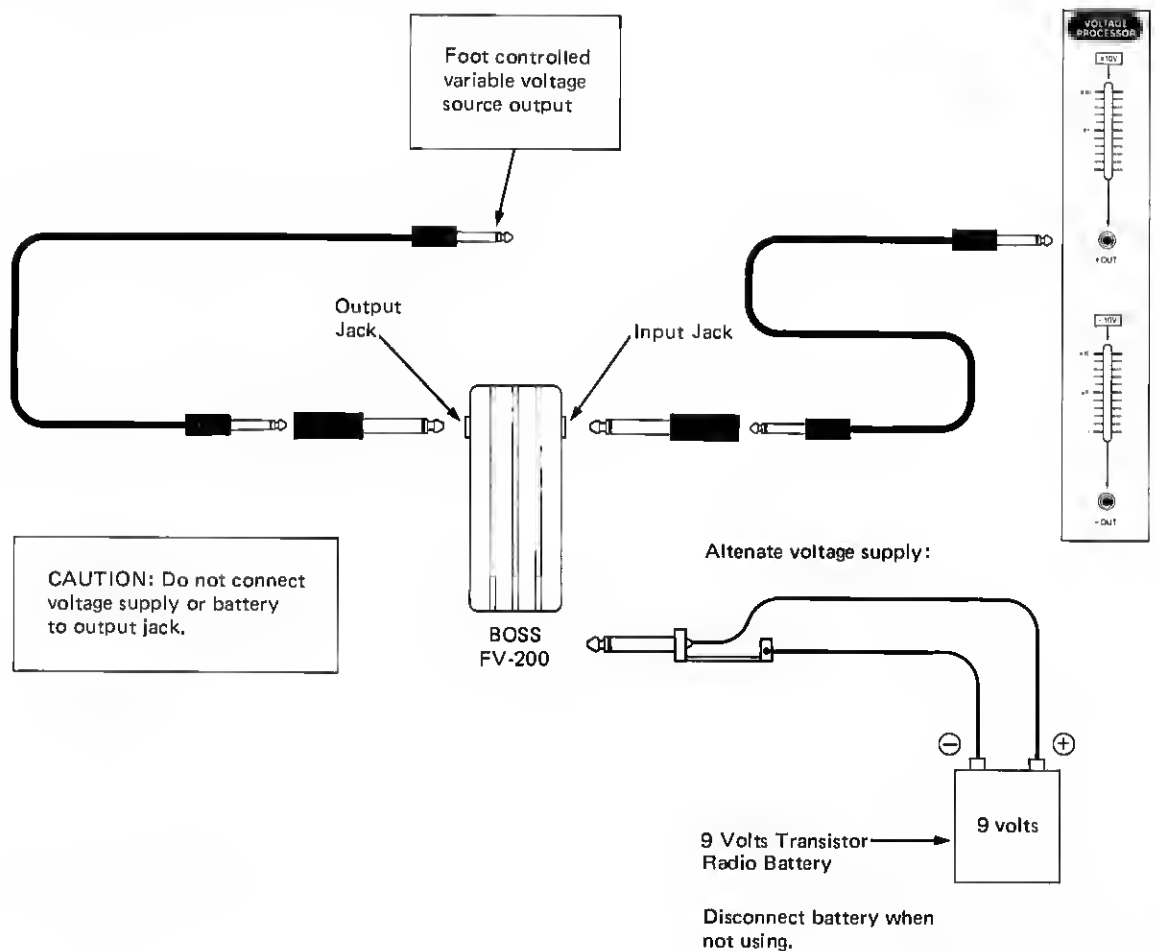 VOLTAGE
PROCESSOR
+10V
Foot controlled
variable voltage
source output
+OUT
Output
Jack
Input Jack
-10V
-OUT
CAUTION: Do not connect
voltage supply or battery
to output jack.
BOSS
FV-200
Altenate voltage supply:
⊖
⊕
9 volts
9 Volts Transistor
Radio Battery
Disconnect battery when
not using.